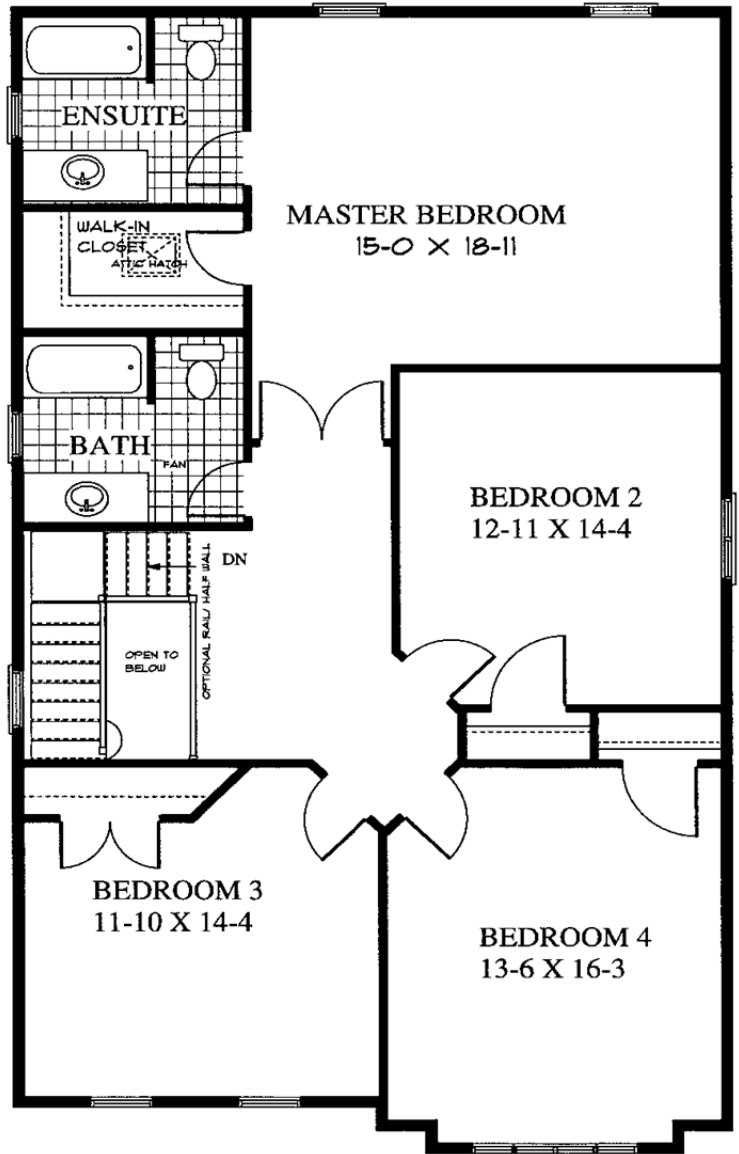 ENSUITE
MASTER BEDROOM
15-0 X 18-11
WALK-IN
CLOSET
ATTIC HATCH
BATH
FAN
BEDROOM 2
12-11 X 14-4
DN
OPTIONAL RAIL/ HALF WALL
OPEN TO
BELOW
BEDROOM 3
11-10 X 14-4
BEDROOM 4
13-6 X 16-3